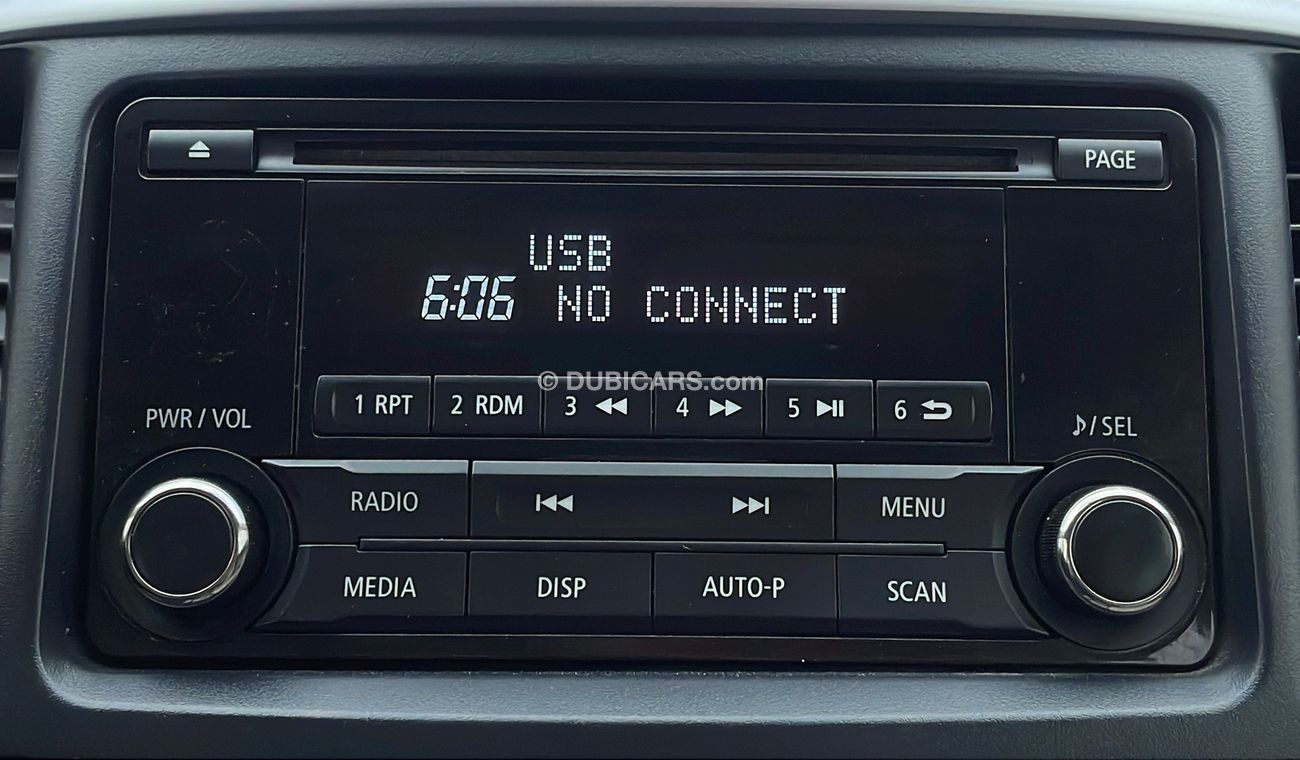 PAGE
USB
6:06 NO CONNECT
© DUBICARS.com
1 RPT 2 RDM 3 4 5 6
PWR / VOL
/ SEL
RADIO MENU
MEDIA DISP AUTO-P SCAN